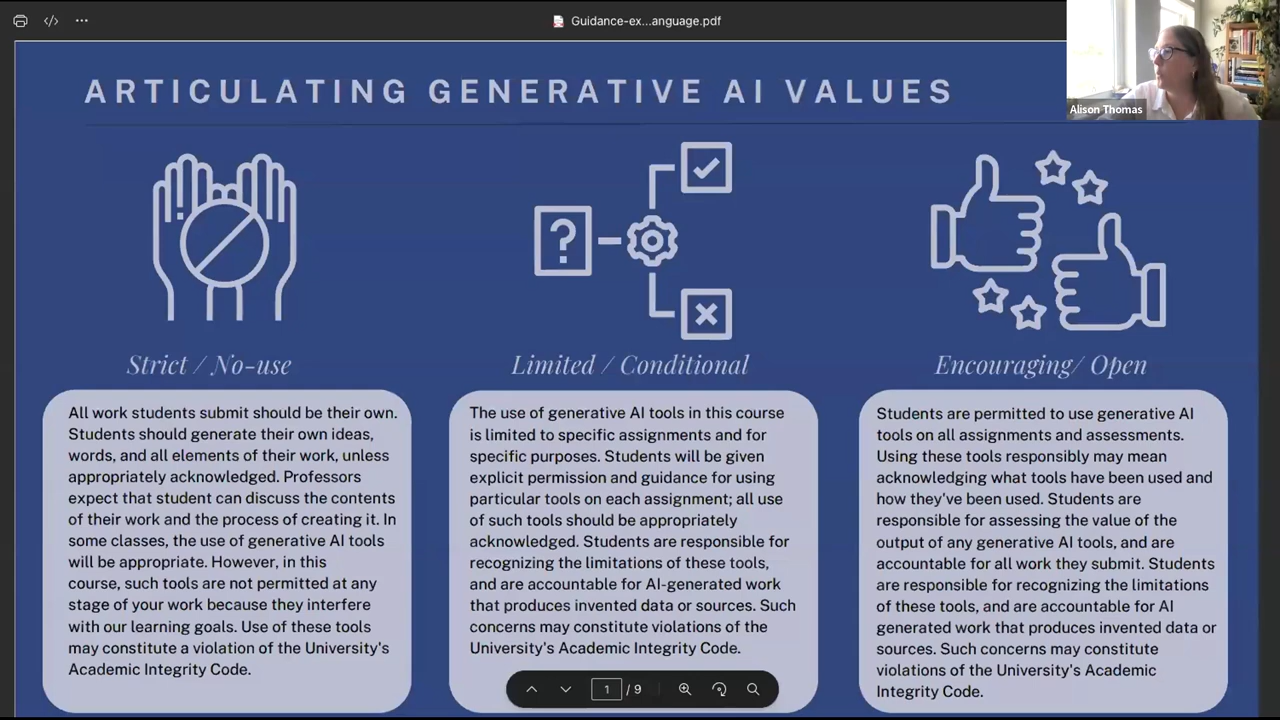 Guidance-ex...anguage.pdf
Alison Thomas
ARTICULATING GENERATIVE AI VALUES
Strict / No-use
All work students submit should be their own.
Students should generate their own ideas,
words, and all elements of their work, unless
appropriately acknowledged. Professors
expect that student can discuss the contents
of their work and the process of creating it. In
some classes, the use of generative AI tools
will be appropriate. However, in this
course, such tools are not permitted at any
stage of your work because they interfere
with our learning goals. Use of these tools
may constitute a violation of the University's
Academic Integrity Code.
Limited / Conditional
The use of generative AI tools in this course
is limited to specific assignments and for
specific purposes. Students will be given
explicit permission and guidance for using
particular tools on each assignment; all use
of such tools should be appropriately
acknowledged. Students are responsible for
recognizing the limitations of these tools,
and are accountable for AI-generated work
that produces invented data or sources. Such
concerns may constitute violations of the
University's Academic Integrity Code.
Encouraging/ Open
Students are permitted to use generative AI
tools on all assignments and assessments.
Using these tools responsibly may mean
acknowledging what tools have been used and
how they've been used. Students are
responsible for assessing the value of the
output of any generative AI tools, and are
accountable for all work they submit. Students
are responsible for recognizing the limitations
of these tools, and are accountable for AI
generated work that produces invented data or
sources. Such concerns may constitute
violations of the University's Academic
Integrity Code.
1 / 9